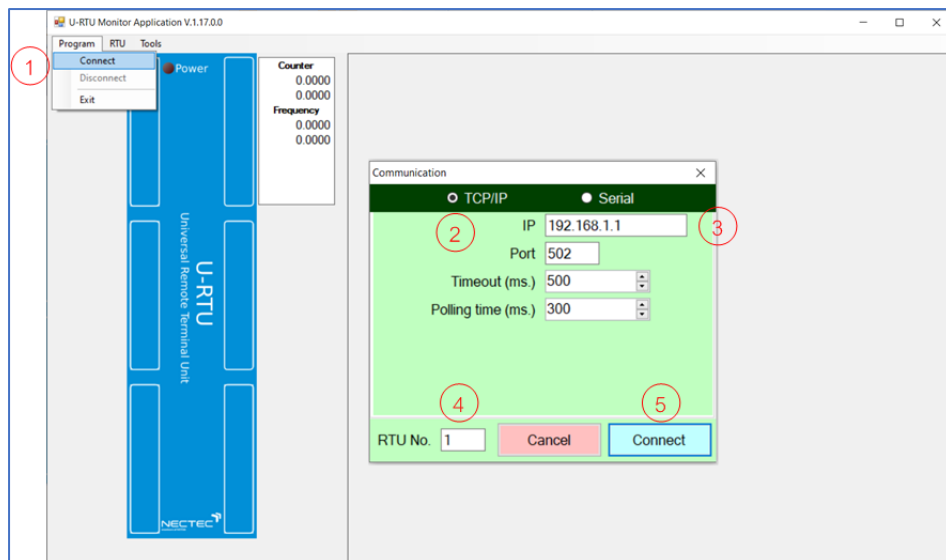 U-RTU Monitor Application V.1.17.0.0
Program RTU Tools
1
Connect
Disconnect
Exit
Power
Counter
0.0000
0.0000
Frequency
0.0000
0.0000
U-RTU
Universal Remote Terminal Unit
NECTEC
Communication
TCP/IP Serial
2
IP 192.168.1.1
3
Port 502
Timeout (ms.) 500
Polling time (ms.) 300
4
5
RTU No. 1 Cancel Connect